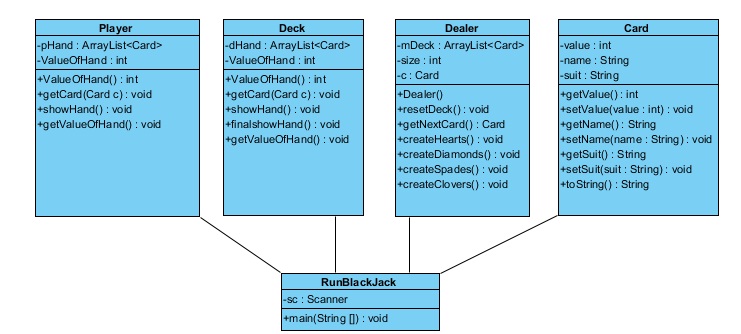 Player
-pHand : ArrayList<Card>
-ValueOfHand : int
+ValueOfHand() : int
+getCard(Card c) : void
+showHand() : void
+getValueOfHand() : void
Deck
-dHand : ArrayList<Card>
-ValueOfHand : int
+ValueOfHand() : int
+getCard(Card c) : void
+showHand() : void
+finalshowHand() : void
+getValueOfHand() : void
Dealer
-mDeck : ArrayList<Card>
-size : int
-c : Card
+Dealer()
+resetDeck() : void
+getNextCard() : Card
+createHearts() : void
+createDiamonds() : void
+createSpades() : void
+createClovers() : void
Card
-value : int
-name : String
-suit : String
+getValue() : int
+setValue(value : int) : void
+getName() : String
+setName(name : String) : void
+getSuit() : String
+setSuit(suit : String) : void
+toString() : String
RunBlackJack
-sc : Scanner
+main(String []) : void